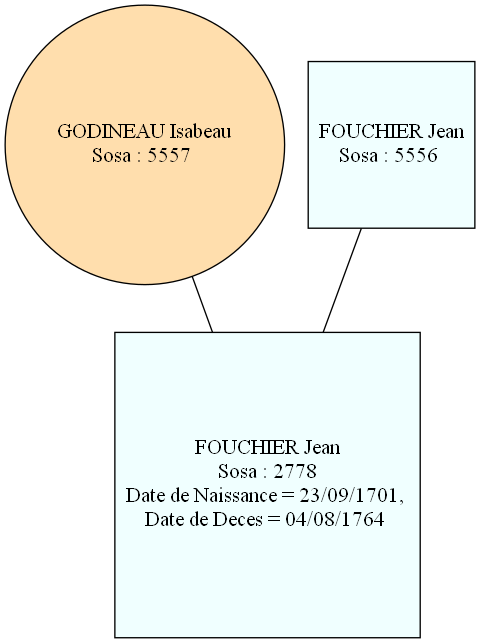 GODINEAU Isabeau
Sosa : 5557
FOUCHIER Jean
Sosa : 5556
FOUCHIER Jean
Sosa : 2778
Date de Naissance = 23/09/1701,
Date de Deces = 04/08/1764